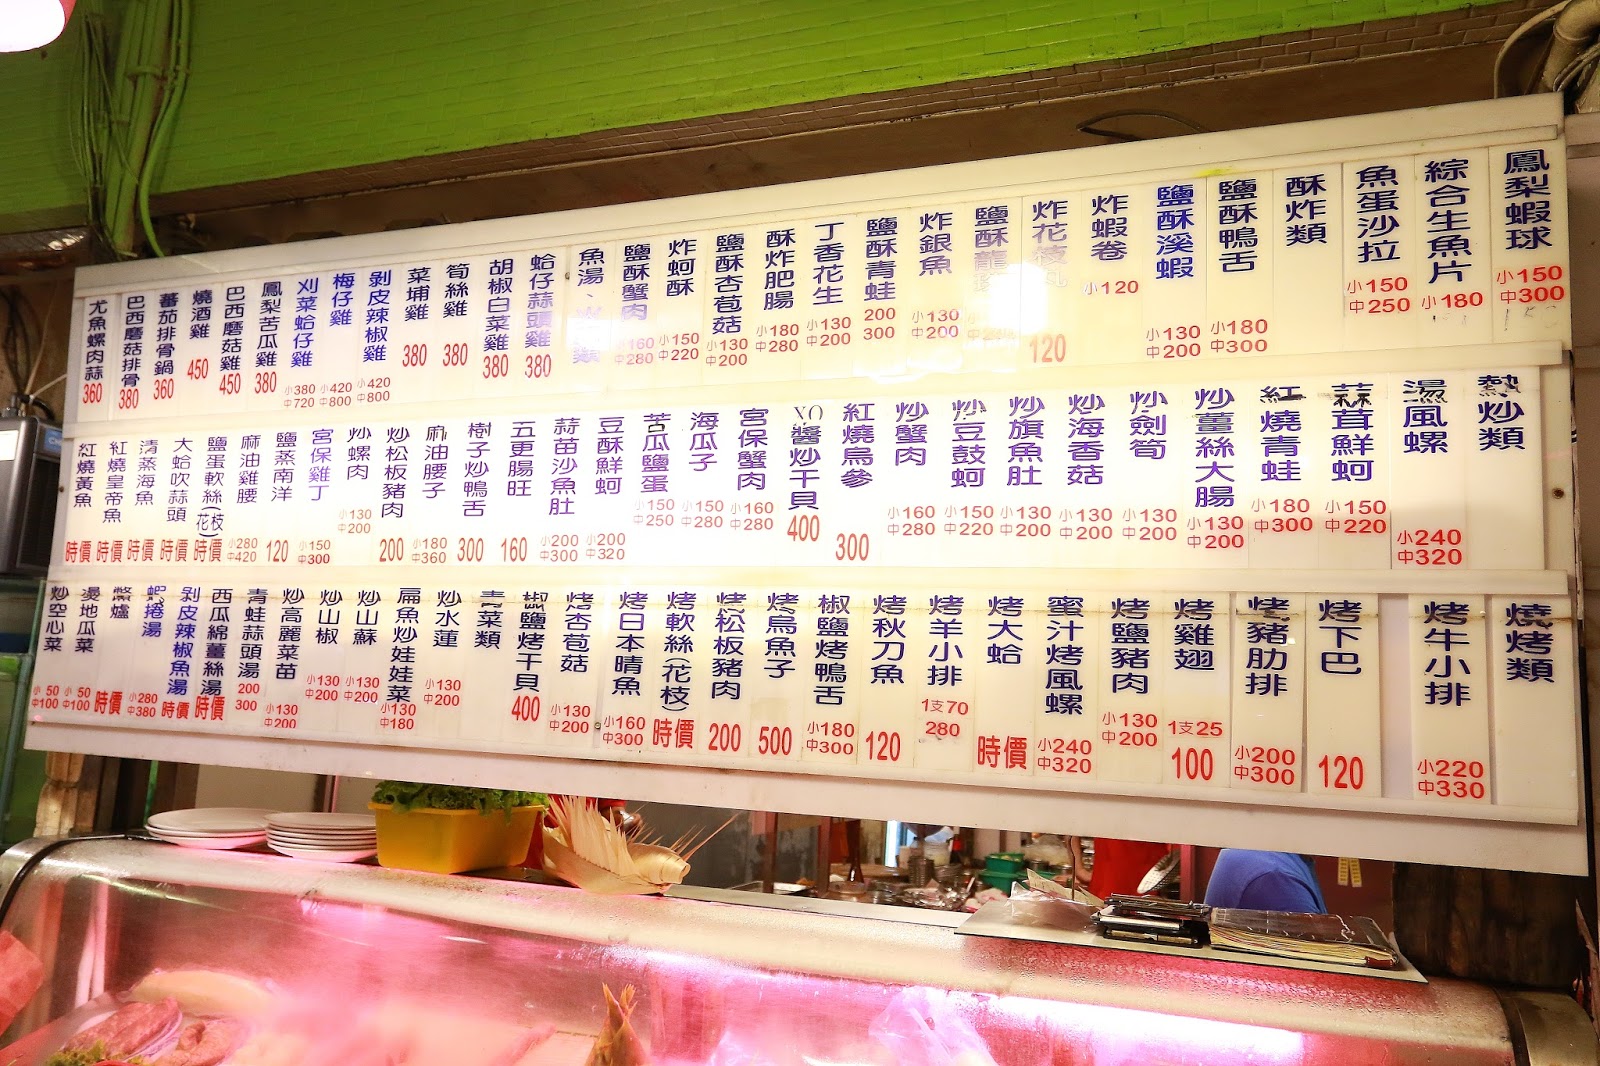 鳳梨蝦球 小150 中300
綜合生魚片 小180
魚蛋沙拉 小150 中250
酥炸類
鹽酥鴨舌 小180 中300
鹽酥溪蝦 小130 中200
炸蝦卷 小120
炸花枝丸 120
鹽酥龍珠
炸銀魚 小130 中200
鹽酥青蛙 200 300
丁香花生 小130 中200
酥炸肥腸 小180 中280
鹽酥杏苞菇 小130 中200
炸蚵酥 小150 中220
鹽酥蟹肉 小160 中280
魚湯、火鍋類
蛤仔蒜頭雞 380
胡椒白菜雞 380
筍絲雞 380
菜埔雞 380
剝皮辣椒雞 小420 中800
梅仔雞 小420 中800
刈菜蛤仔雞 小380 中720
鳳梨苦瓜雞 380
巴西磨菇雞 450
燒酒雞 450
蕃茄排骨鍋 360
巴西磨菇排骨 380
尤魚螺肉蒜 360
熱炒類
湯風螺 小240 中320
蒜茸鮮蚵 小150 中220
紅燒青蛙 小180 中300
炒薑絲大腸 小130 中200
炒劍筍 小130 中200
炒海香菇 小130 中200
炒旗魚肚 小130 中200
炒豆鼓蚵 小150 中220
炒蟹肉 小160 中280
紅燒烏參 300
XO醬炒干貝 400
宮保蟹肉 小160 中280
海瓜子 小150 中280
苦瓜鹽蛋 小150 中250
豆酥鮮蚵 小200 中320
蒜苗沙魚肚 小200 中300
五更腸旺 160
樹子炒鴨舌 300
麻油腰子 小180 中360
炒松板豬肉 200
炒螺肉 小130 中200
宮保雞丁 小150 中300
鹽蒸南洋 120
麻油雞腰 小280 中420
鹽蛋軟絲(花枝) 時價
大蛤吹蒜頭 時價
清蒸海魚 時價
紅燒皇帝魚 時價
紅燒黃魚 時價
燒烤類
烤牛小排 小220 中330
烤下巴 120
烤豬肋排 小200 中300
烤雞翅 1支25 100
烤鹽豬肉 小130 中200
蜜汁烤風螺 小240 中320
烤大蛤 時價
烤羊小排 1支70 280
烤秋刀魚 120
椒鹽烤鴨舌 小180 中300
烤烏魚子 500
烤松板豬肉 200
烤軟絲(花枝) 時價
烤日本晴魚 小160 中300
烤杏苞菇 小130 中200
椒鹽烤干貝 400
青菜類
炒水蓮 小130 中200
扁魚炒娃娃菜 小130 中180
炒山蘇 小130 中200
炒山椒 小130 中200
炒高麗菜苗 小130 中200
青蛙蒜頭湯 200 300
西瓜綿薑絲湯 時價
剝皮辣椒魚湯 時價
蝦捲湯 小280 中380
墊爐 時價
燙地瓜菜 小50 中100
炒空心菜 小50 中100